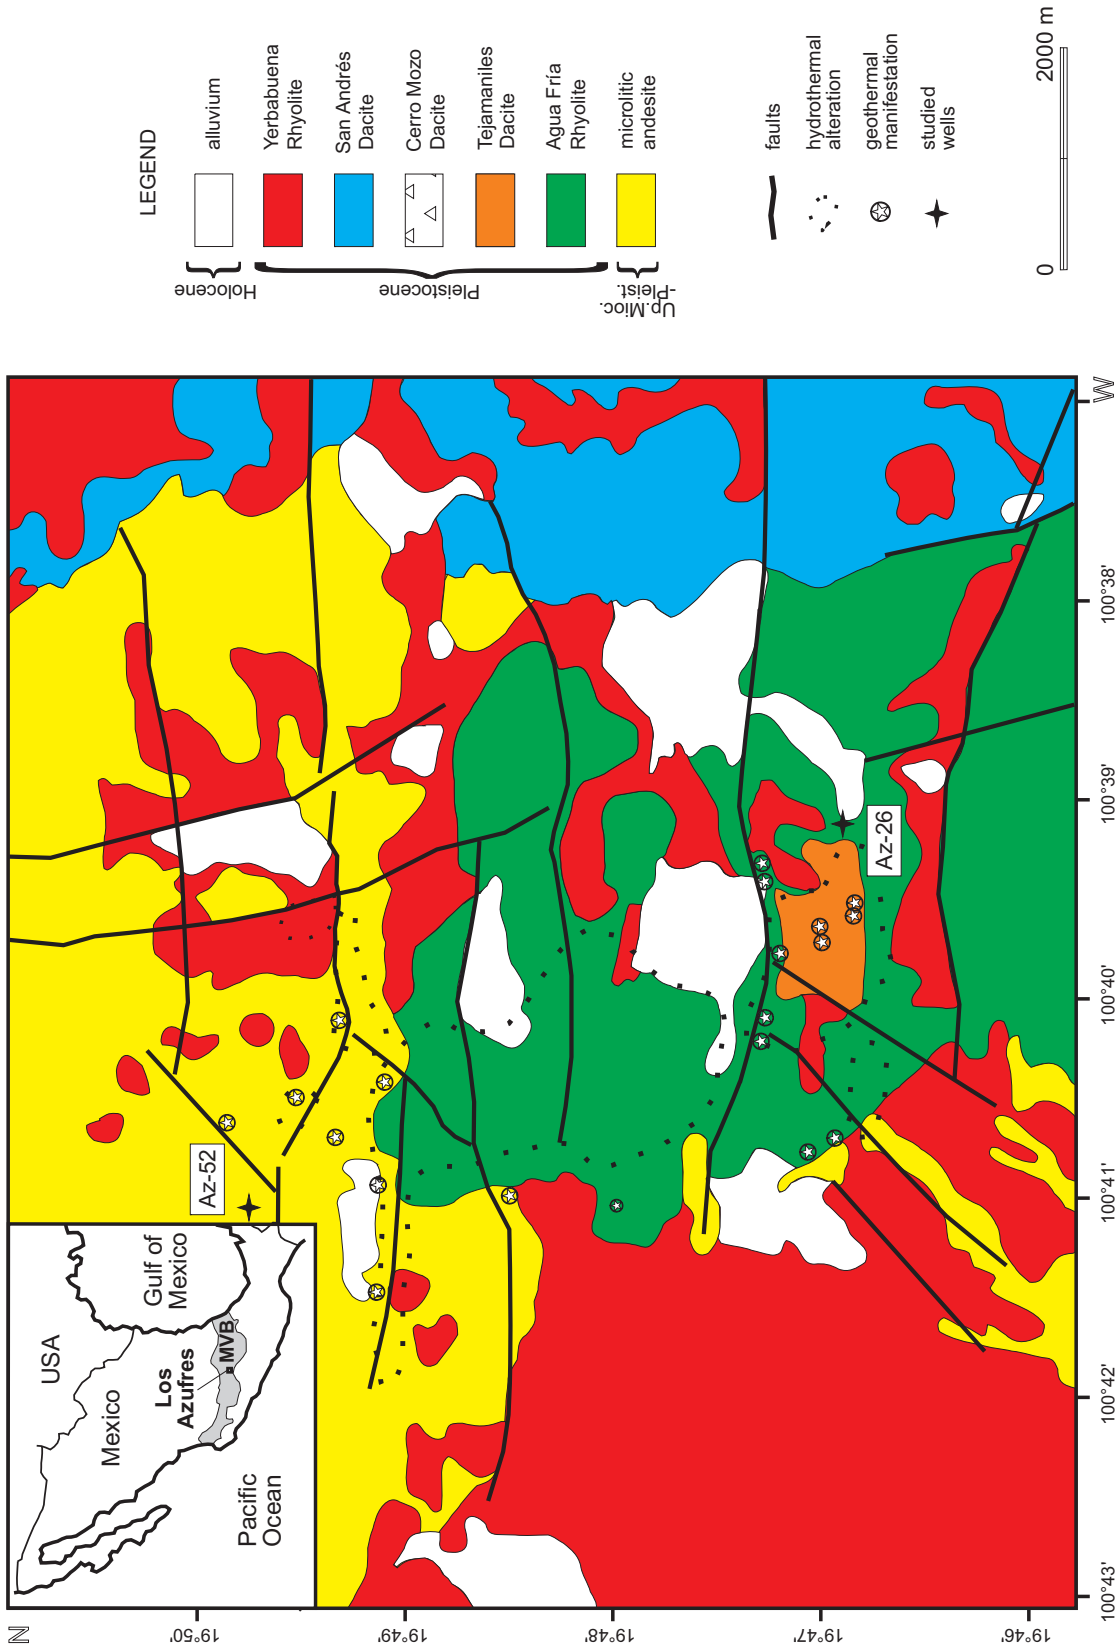 LEGEND
alluvium
Yerbabuena
Rhyolite
San Andrés
Dacite
Cerro Mozo
Dacite
Tejamaniles
Dacite
Agua Fría
Rhyolite
microlitic
andesite
Holocene
Pleistocene
Up.Mioc.
-Pleist.
faults
hydrothermal
alteration
geothermal
manifestation
studied
wells
0
2000 m
USA
Mexico
Gulf of
Mexico
Los
Azufres
MVB
Pacific
Ocean
Az-52
Az-26
N
W
19°50'
19°49'
19°48'
19°47'
19°46'
100°43'
100°42'
100°41'
100°40'
100°39'
100°38'